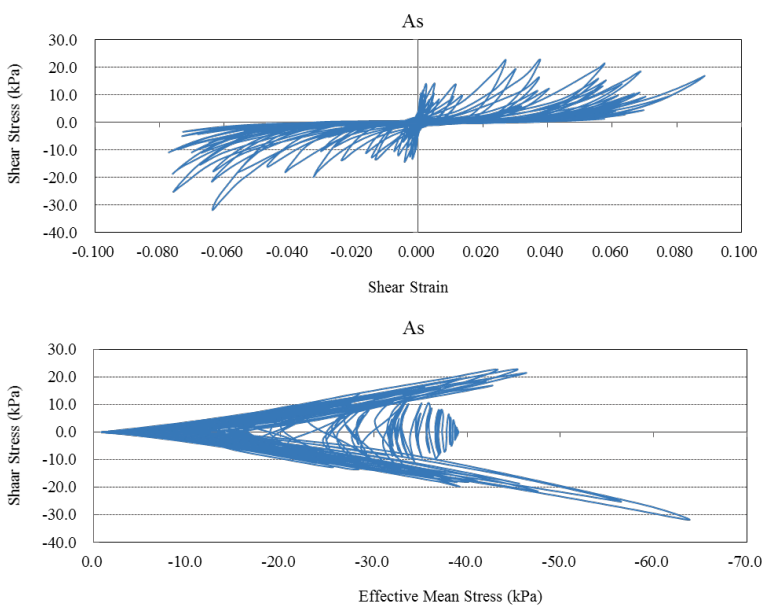 As
Shear Stress (kPa)
30.0
20.0
10.0
0.0
-10.0
-20.0
-30.0
-40.0
-0.100 -0.080 -0.060 -0.040 -0.020 0.000 0.020 0.040 0.060 0.080 0.100
Shear Strain
As
Shaar Stress (kPa)
30.0
20.0
10.0
0.0
-10.0
-20.0
-30.0
-40.0
0.0 -10.0 -20.0 -30.0 -40.0 -50.0 -60.0 -70.0
Effective Mean Stress (kPa)